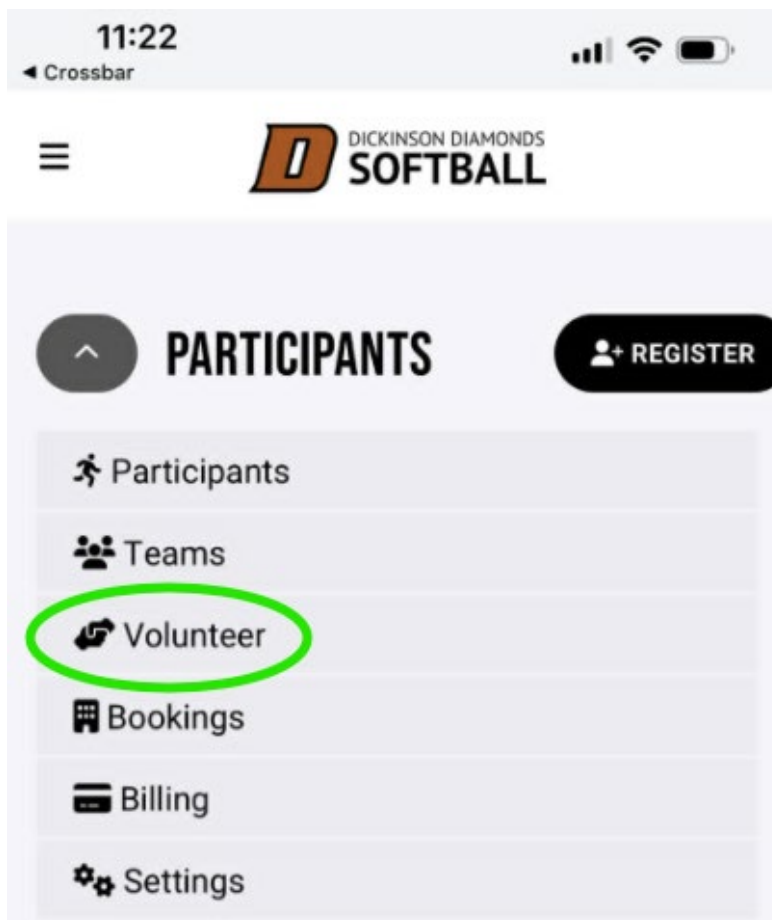 11:22
◄ Crossbar
D
DICKINSON DIAMONDS
SOFTBALL
PARTICIPANTS
REGISTER
Participants
Teams
Volunteer
Bookings
Billing
Settings